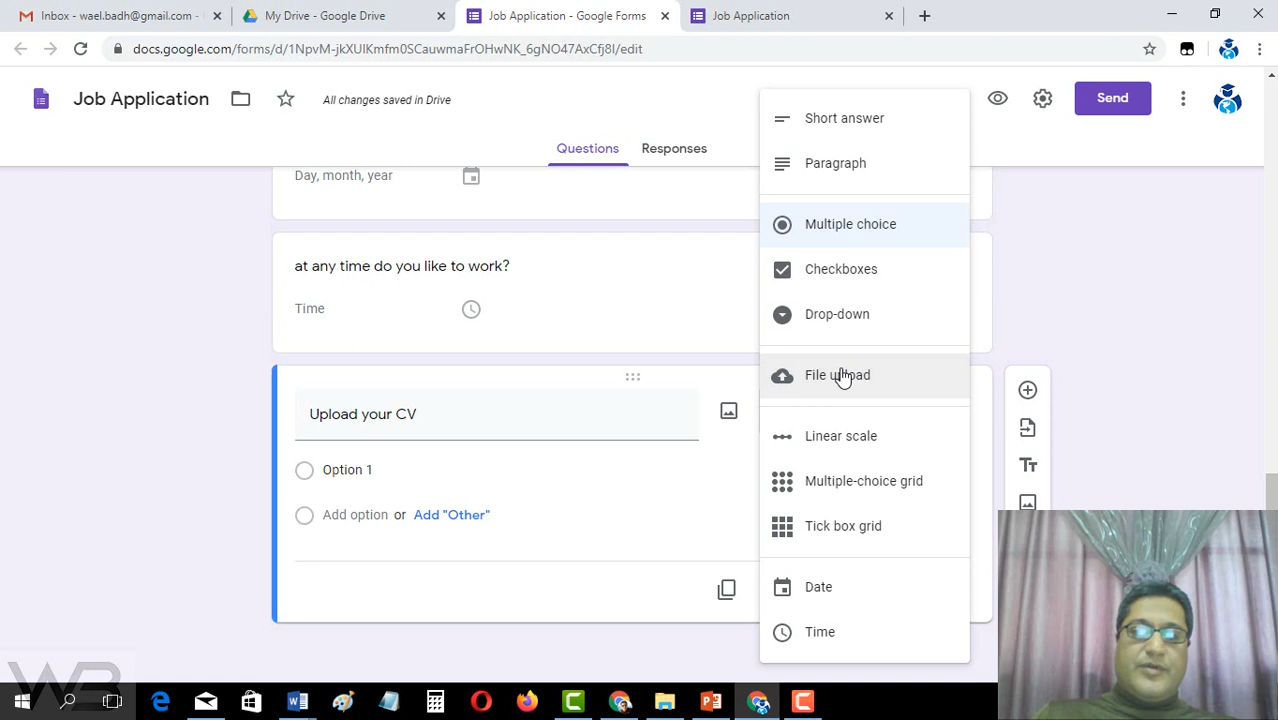 Inbox - wael.badh@gmail.com -
My Drive - Google Drive
Job Application - Google Forms
Job Application
docs.google.com/forms/d/1NpvM-jkXUIKmfm0SCauwmaFrOHwNK_6gNO47AxCfj8I/edit
Job Application
All changes saved in Drive
Send
Questions
Responses
Day, month, year
at any time do you like to work?
Time
Upload your CV
Option 1
Add option or Add "Other"
Short answer
Paragraph
Multiple choice
Checkboxes
Drop-down
File upload
Linear scale
Multiple-choice grid
Tick box grid
Date
Time
WB